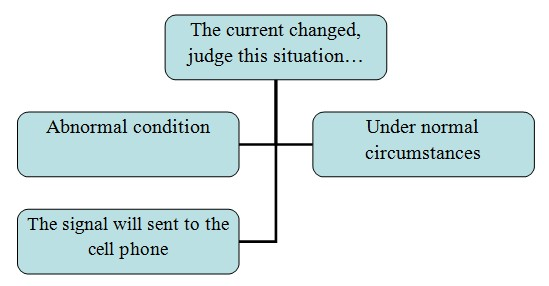 The current changed,
judge this situation…
Abnormal condition
Under normal
circumstances
The signal will sent to the
cell phone